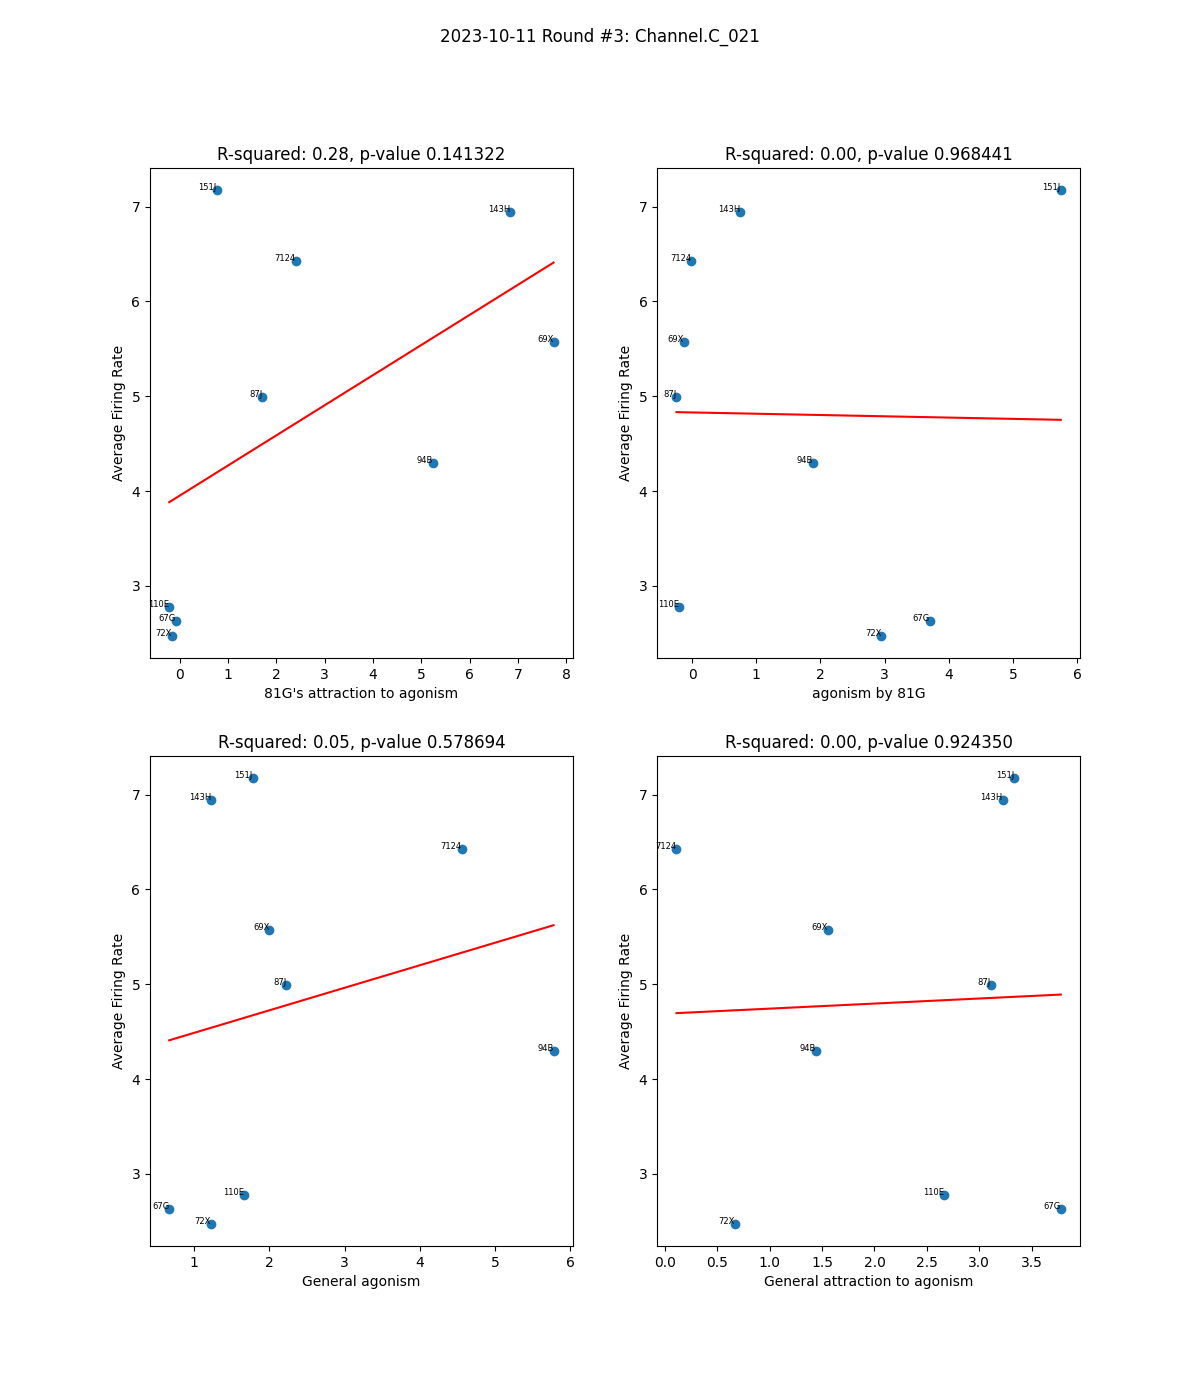 2023-10-11 Round #3: Channel.C_021
R-squared: 0.28, p-value 0.141322
151J
143H
7124
69X
87J
94B
110E
67G
72X
7
6
5
4
3
Average Firing Rate
0 1 2 3 4 5 6 7 8
81G's attraction to agonism
R-squared: 0.00, p-value 0.968441
151J
143H
7124
69X
87J
94B
110E
67G
72X
7
6
5
4
3
Average Firing Rate
0 1 2 3 4 5 6
agonism by 81G
R-squared: 0.05, p-value 0.578694
151J
143H
7124
69X
87J
94B
110E
67G
72X
7
6
5
4
3
Average Firing Rate
1 2 3 4 5 6
General agonism
R-squared: 0.00, p-value 0.924350
151J
143H
7124
69X
87J
94B
110E
67G
72X
7
6
5
4
3
Average Firing Rate
0.0 0.5 1.0 1.5 2.0 2.5 3.0 3.5
General attraction to agonism